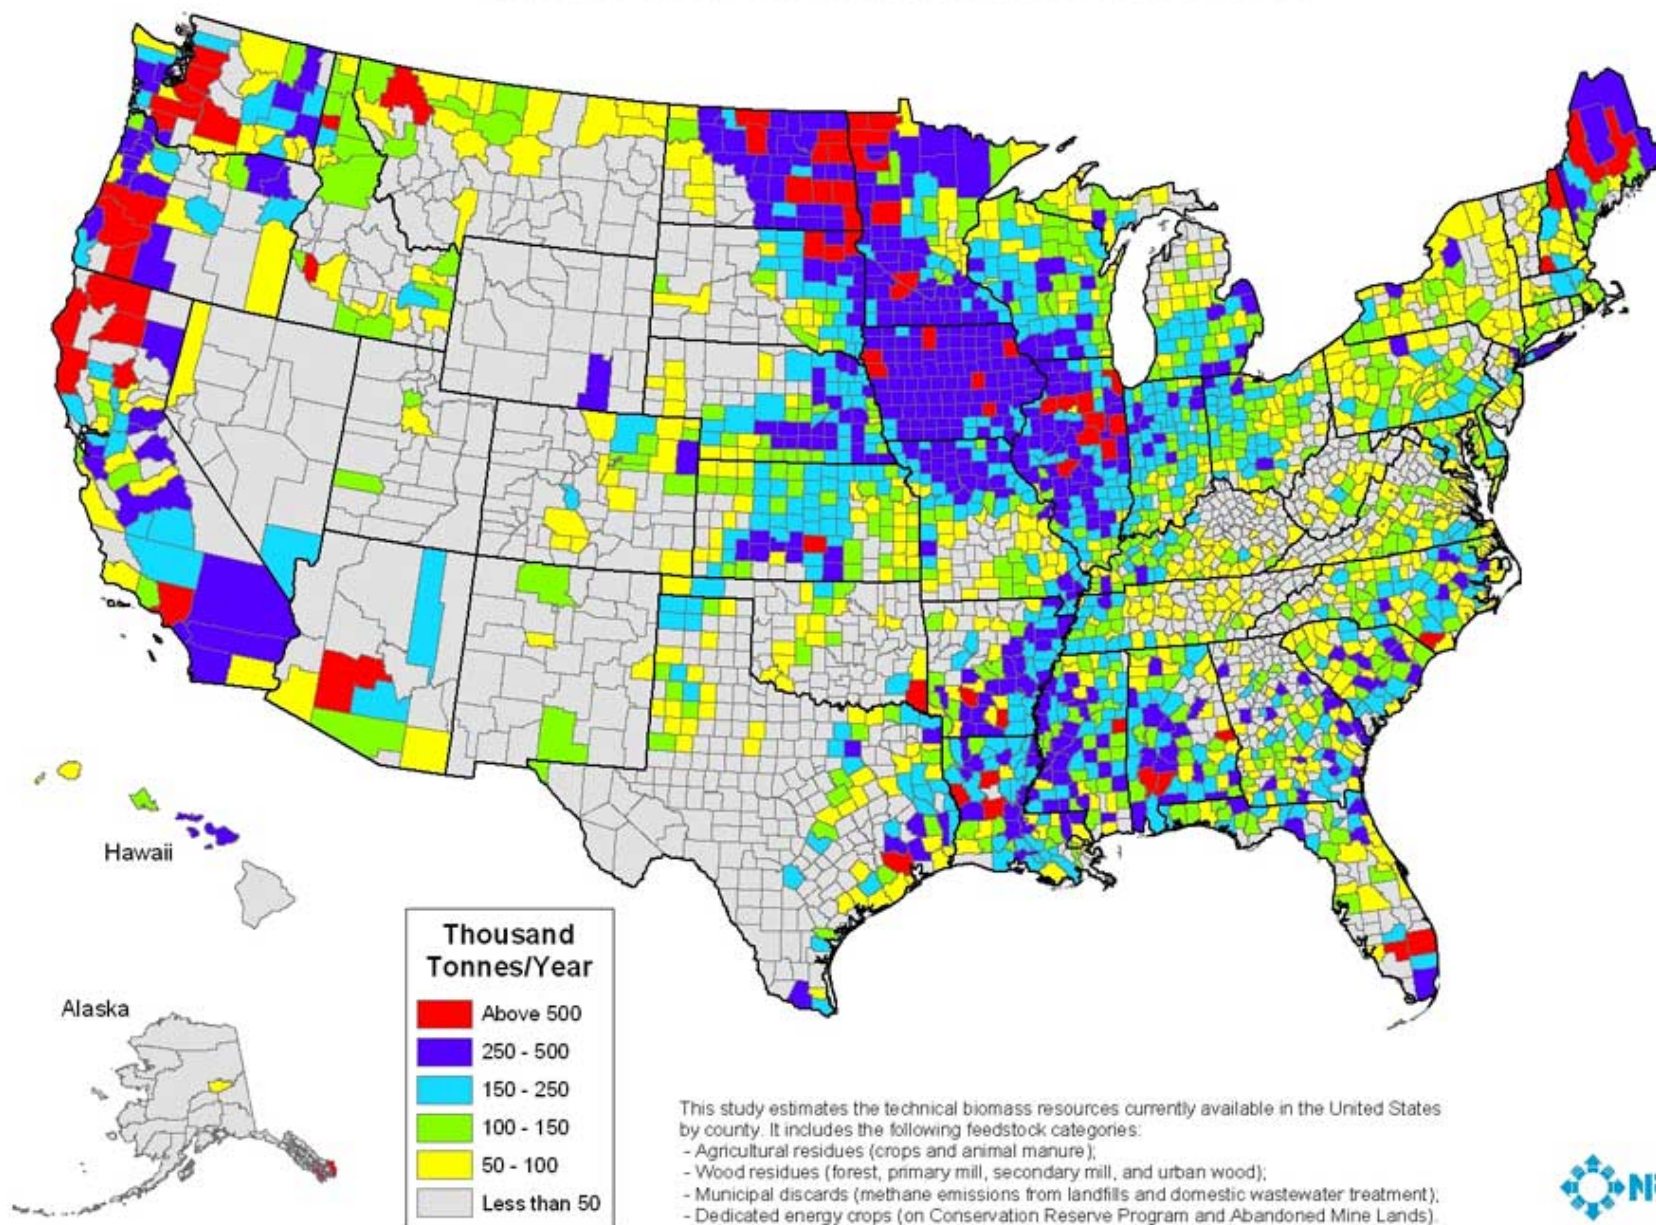 Hawaii
Alaska
Thousand
Tonnes/Year
Above 500
250 - 500
150 - 250
100 - 150
50 - 100
Less than 50
This study estimates the technical biomass resources currently available in the United States
by county. It includes the following feedstock categories:
- Agricultural residues (crops and animal manure);
- Wood residues (forest, primary mill, secondary mill, and urban wood);
- Municipal discards (methane emissions from landfills and domestic wastewater treatment);
- Dedicated energy crops (on Conservation Reserve Program and Abandoned Mine Lands).